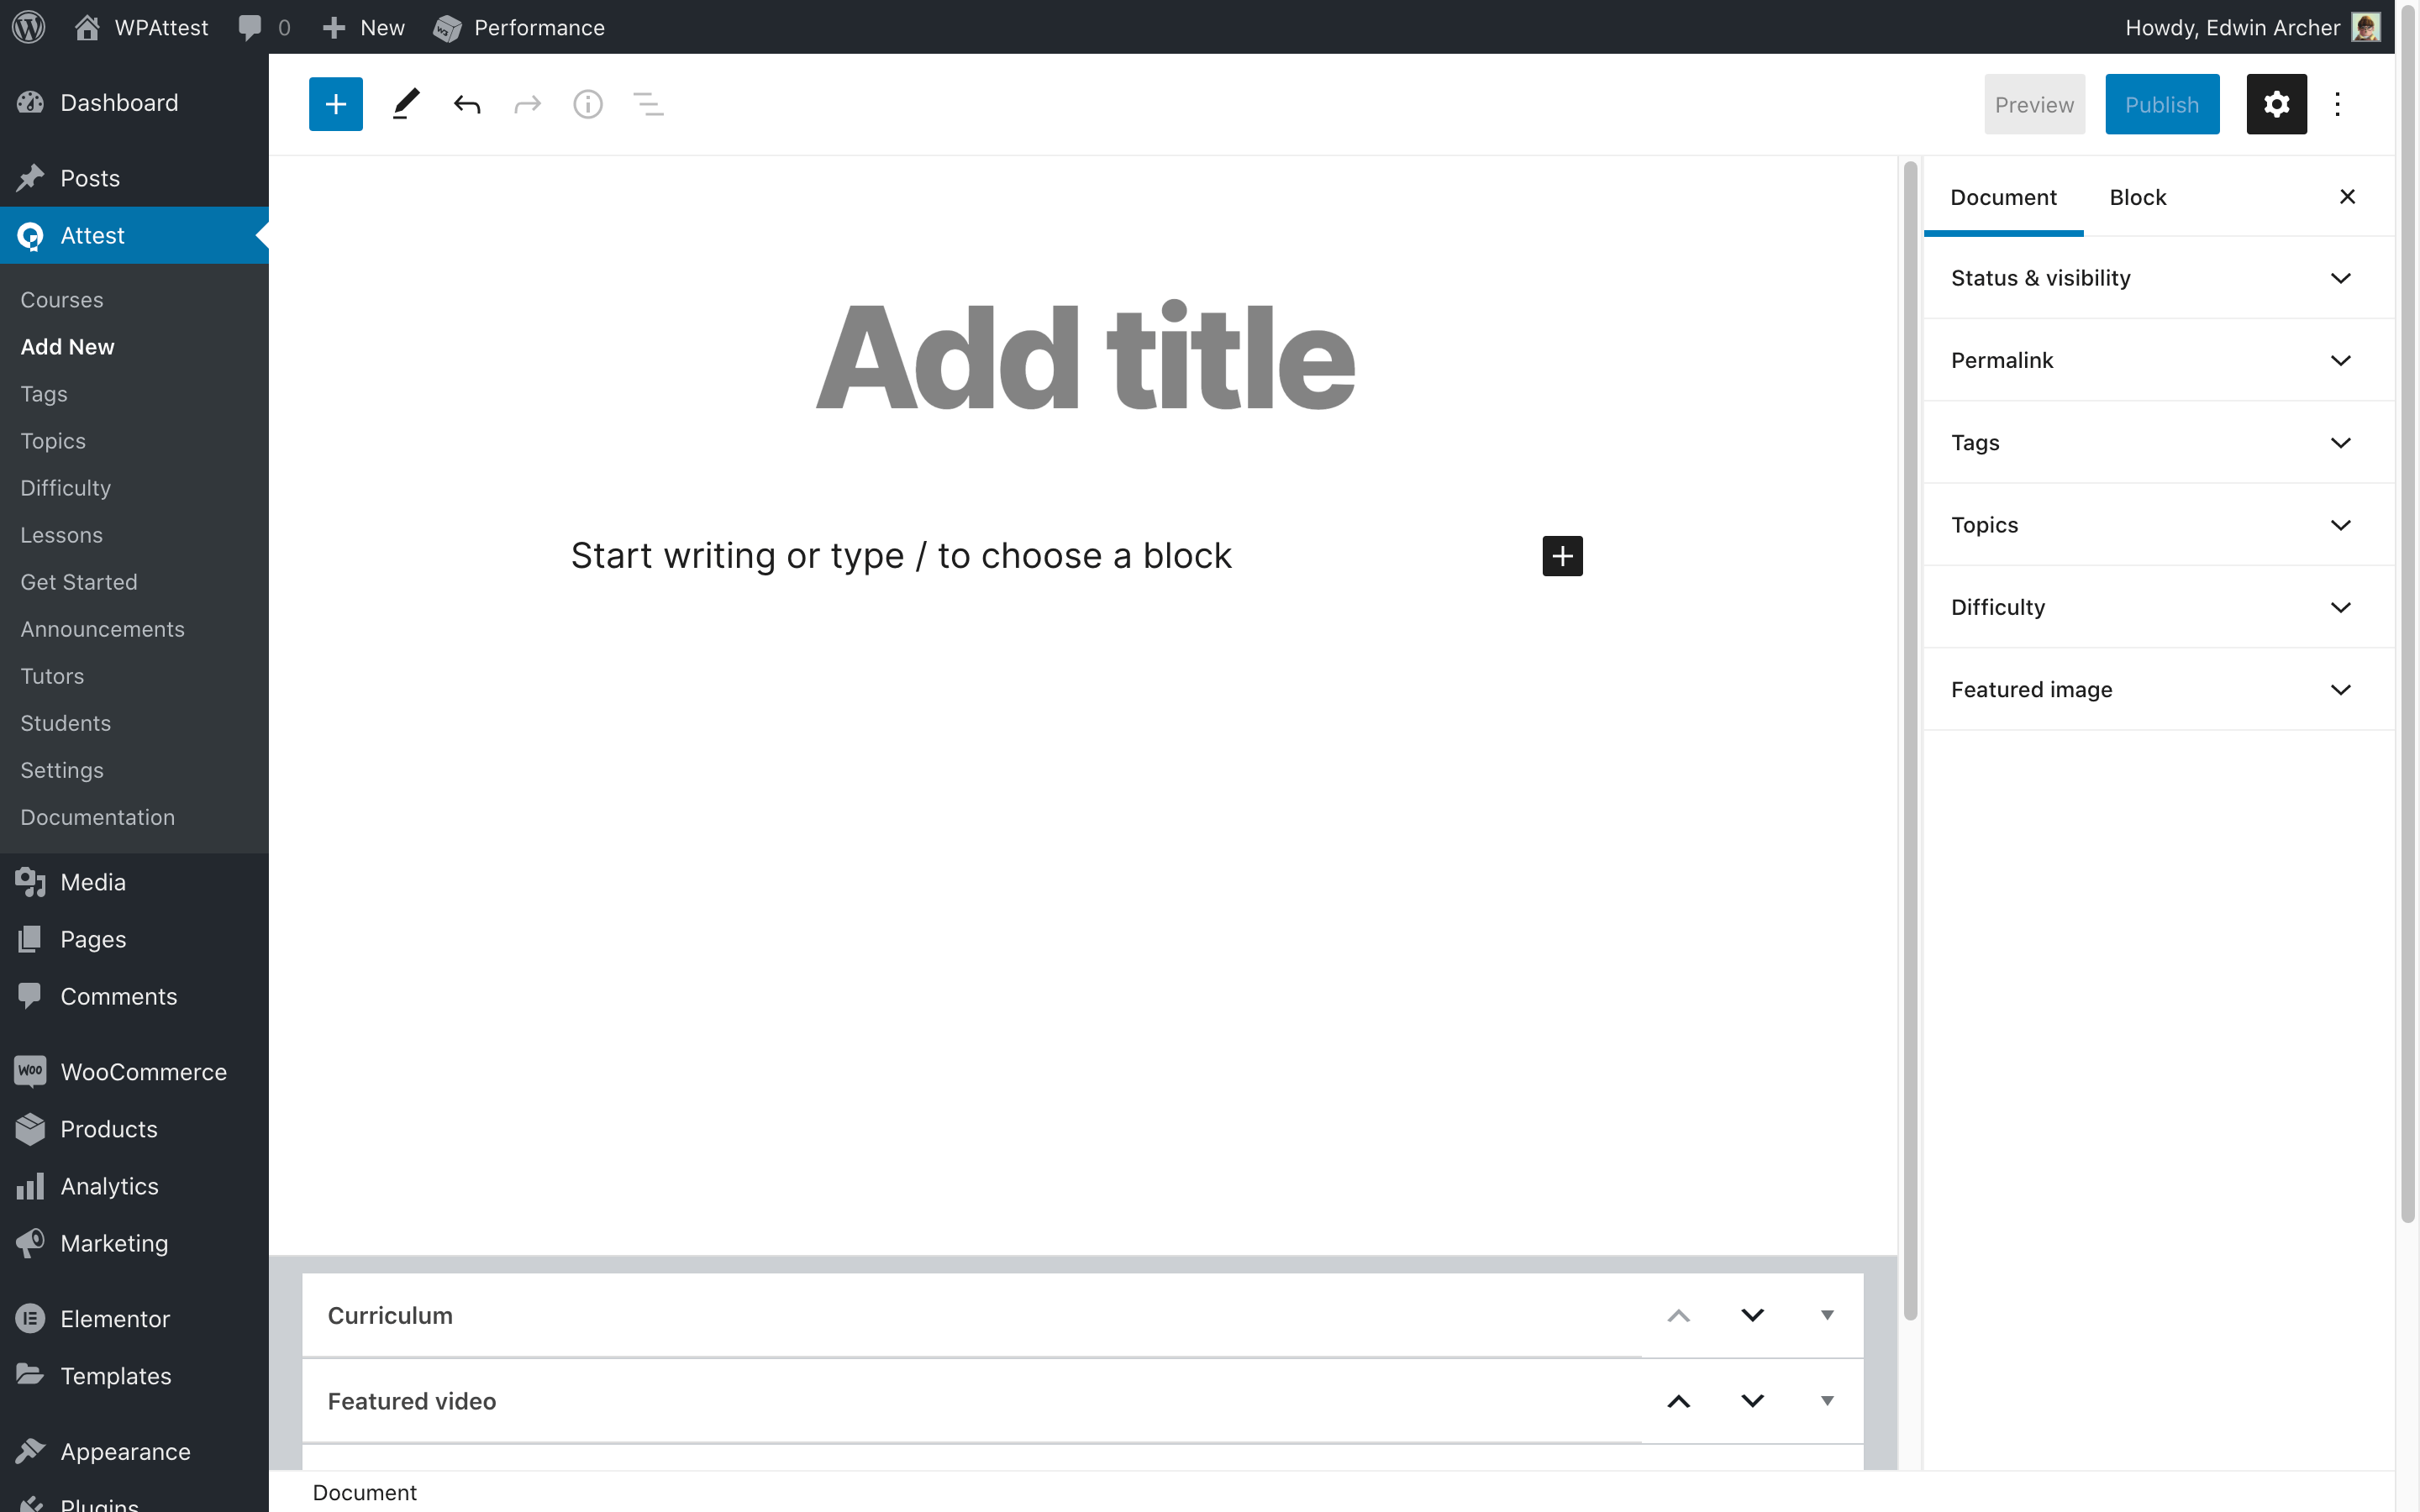 WPAttest 0 New Performance Howdy, Edwin Archer
Dashboard
Posts
Attest
Courses
Add New
Tags
Topics
Difficulty
Lessons
Get Started
Announcements
Tutors
Students
Settings
Documentation
Media
Pages
Comments
WOO WooCommerce
Products
Analytics
Marketing
Elementor
Templates
Appearance
Plugins
Preview Publish
Add title
Start writing or type / to choose a block
Curriculum
Featured video
Document
Document Block
Status & visibility
Permalink
Tags
Topics
Difficulty
Featured image